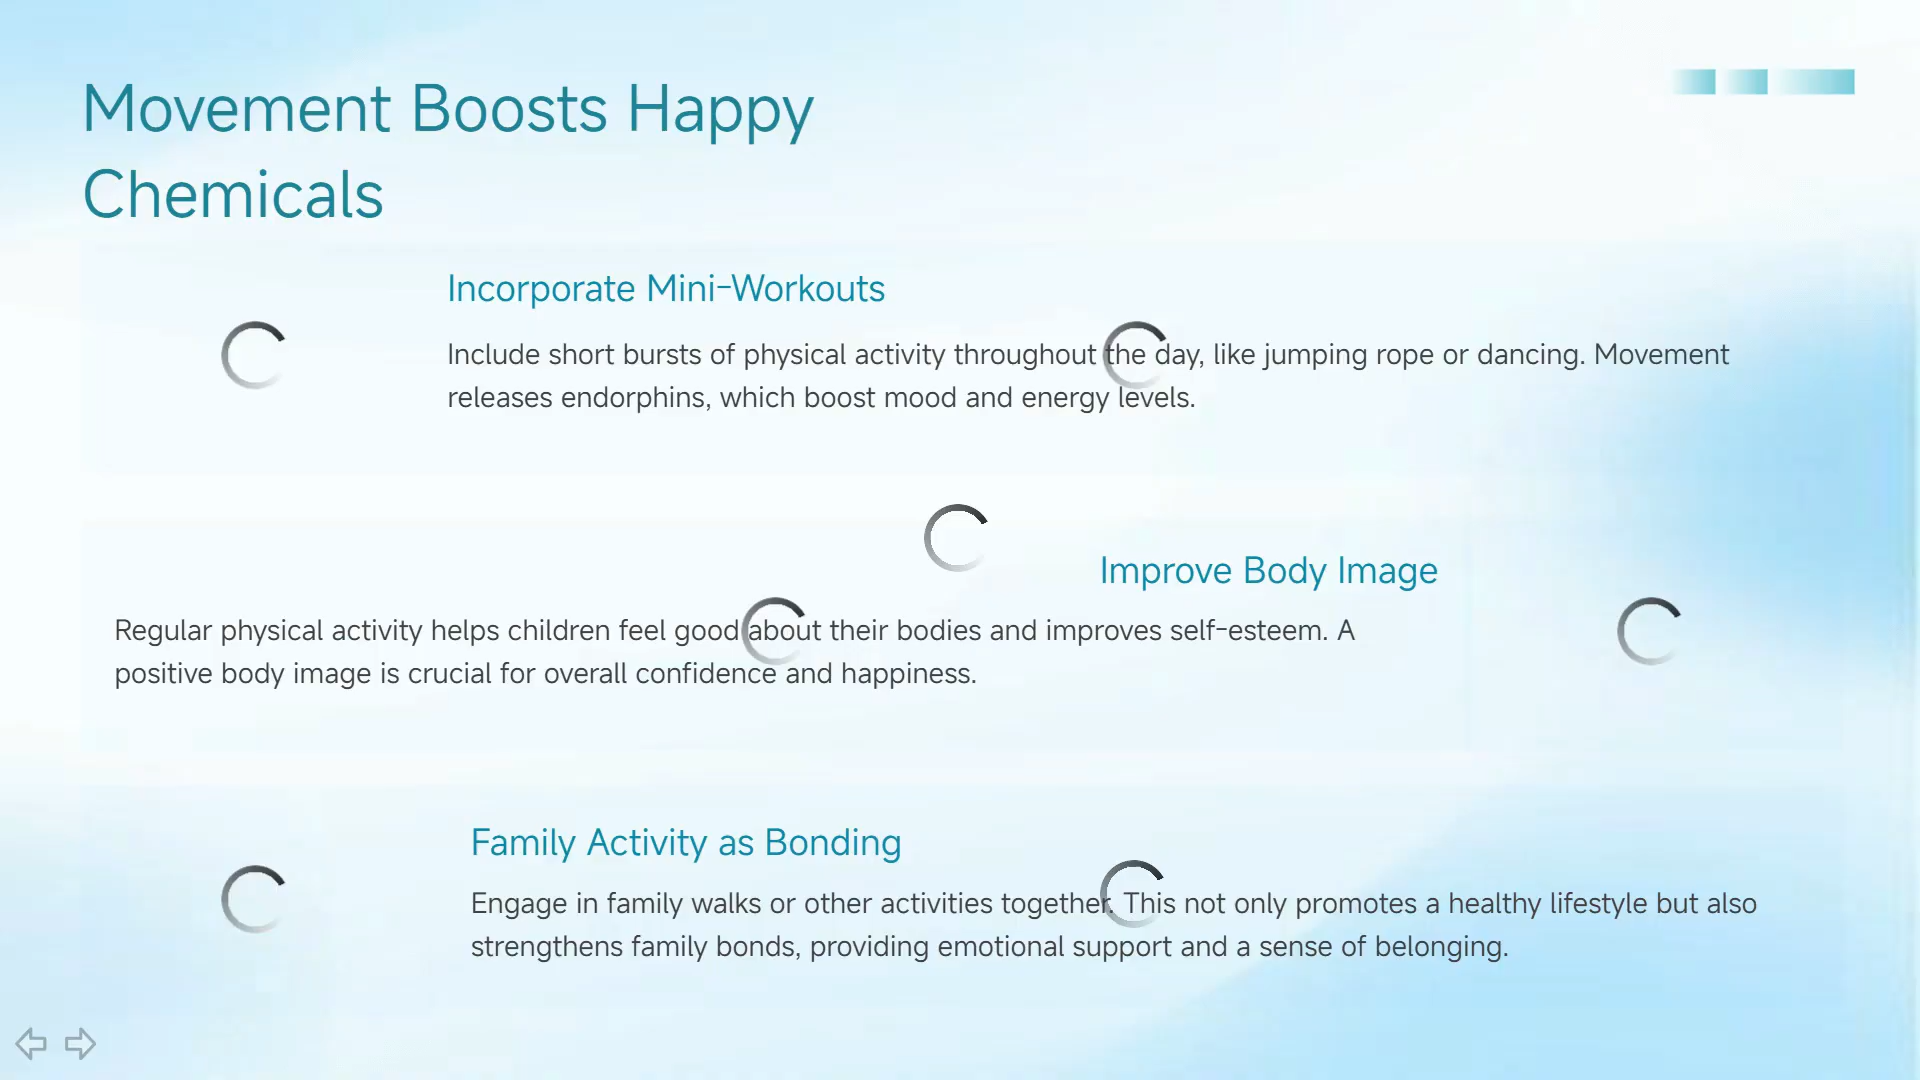 Movement Boosts Happy
Chemicals
Incorporate Mini-Workouts
Include short bursts of physical activity throughout the day, like jumping rope or dancing. Movement
releases endorphins, which boost mood and energy levels.
Improve Body Image
Regular physical activity helps children feel good about their bodies and improves self-esteem. A
positive body image is crucial for overall confidence and happiness.
Family Activity as Bonding
Engage in family walks or other activities together. This not only promotes a healthy lifestyle but also
strengthens family bonds, providing emotional support and a sense of belonging.